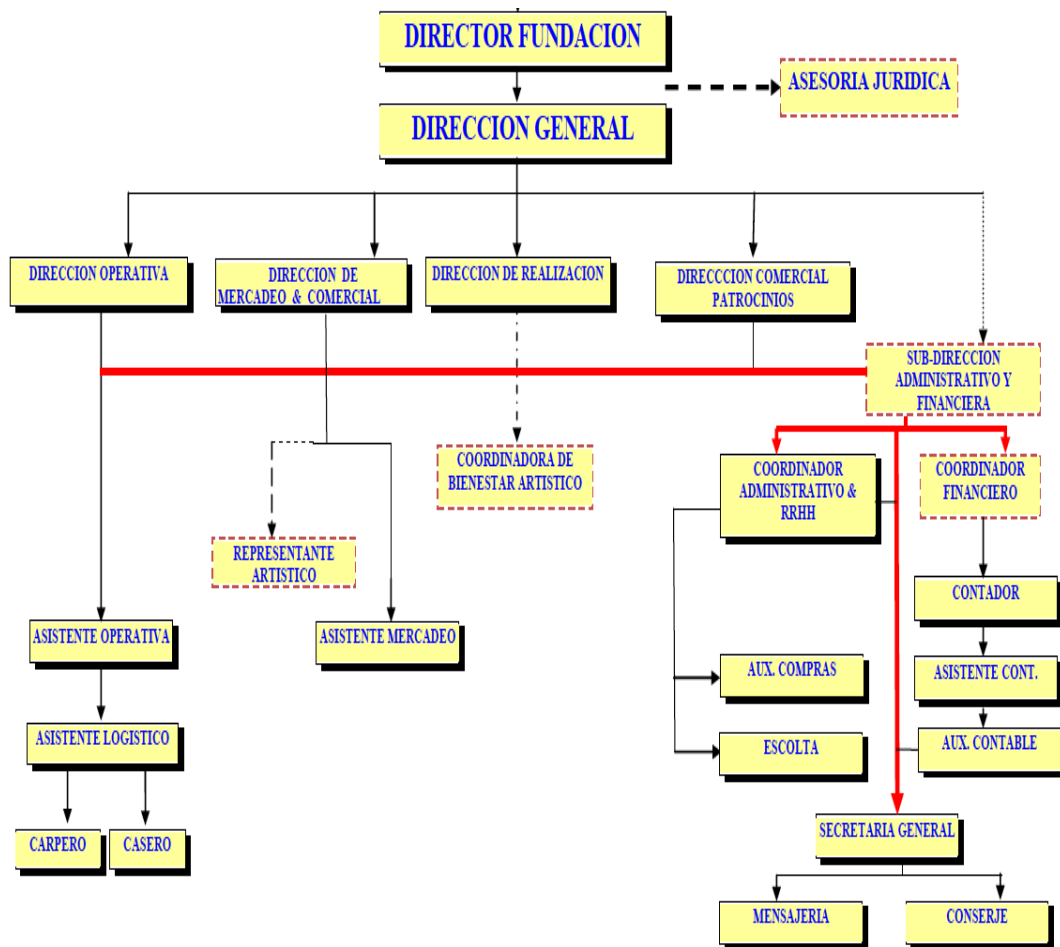 DIRECTOR FUNDACION
ASESORIA JURIDICA
DIRECCION GENERAL
DIRECCION OPERATIVA
DIRECCION DE
MERCADEO & COMERCIAL
DIRECCION DE REALIZACION
DIRECCCION COMERCIAL
PATROCINIOS
SUB-DIRECCION
ADMINISTRATIVO Y
FINANCIERA
COORDINADORA DE
BIENESTAR ARTISTICO
COORDINADOR
ADMINISTRATIVO &
RRHH
COORDINADOR
FINANCIERO
REPRESENTANTE
ARTISTICO
CONTADOR
ASISTENTE OPERATIVA
ASISTENTE MERCADEO
AUX. COMPRAS
ASISTENTE CONT.
ASISTENTE LOGISTICO
ESCOLTA
AUX. CONTABLE
CARPERO
CASERO
SECRETARIA GENERAL
MENSAJERIA
CONSERJE